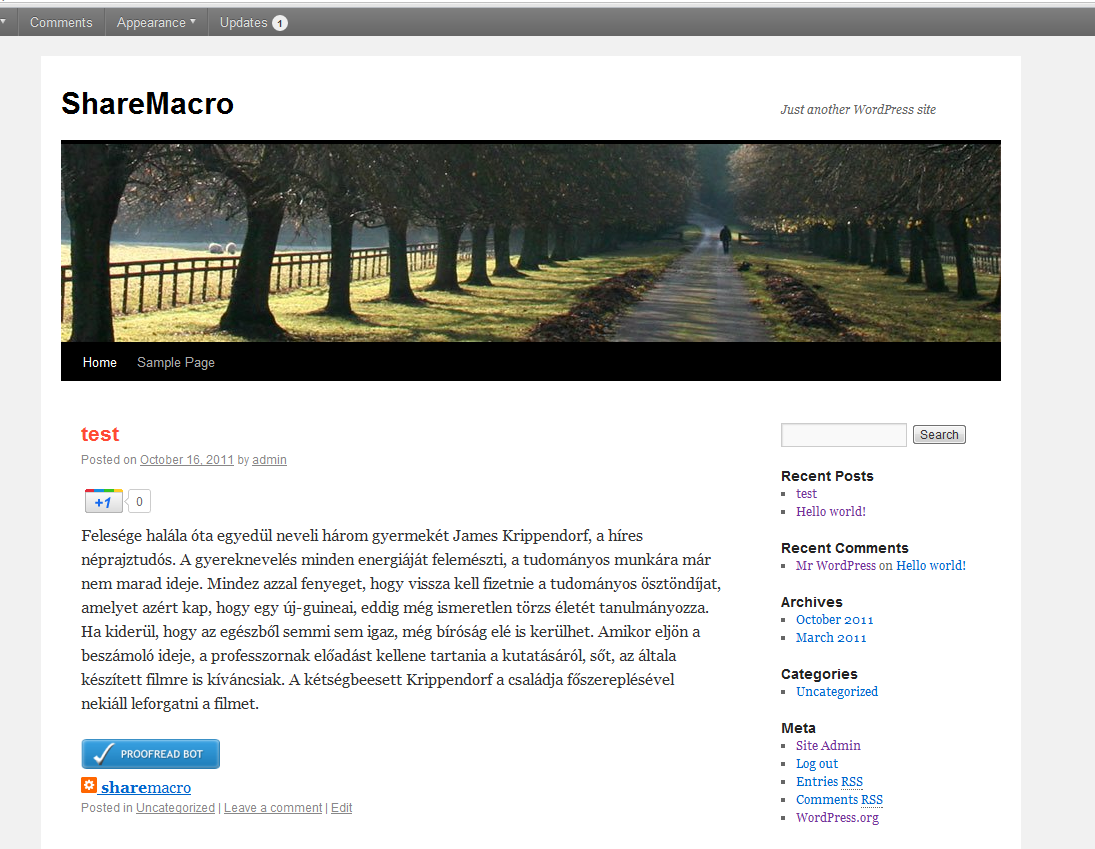 Comments Appearance Updates 1
ShareMacro
Just another WordPress site
Home Sample Page
test
Posted on October 16, 2011 by admin
+1 0
Felesége halála óta egyedül neveli három gyermekét James Krippendorf, a híres
néprajztudós. A gyereknevelés minden energiáját felemészti, a tudományos munkára már
nem marad ideje. Mindez azzal fenyeget, hogy vissza kell fizetnie a tudományos ösztöndíjat,
amelyet azért kap, hogy egy új-guineai, eddig még ismeretlen törzs életét tanulmányozza.
Ha kiderül, hogy az egészből semmi sem igaz, még bíróság elé is kerülhet. Amikor eljön a
beszámoló ideje, a professzornak előadást kellene tartania a kutatásáról, sőt, az általa
készített filmre is kíváncsiak. A kétségbeesett Krippendorf a családja főszereplésével
nekiáll leforgatni a filmet.
PROOFREAD BOT
sharemacro
Posted in Uncategorized | Leave a comment | Edit
Search
Recent Posts
test
Hello world!
Recent Comments
Mr WordPress on Hello world!
Archives
October 2011
March 2011
Categories
Uncategorized
Meta
Site Admin
Log out
Entries RSS
Comments RSS
WordPress.org